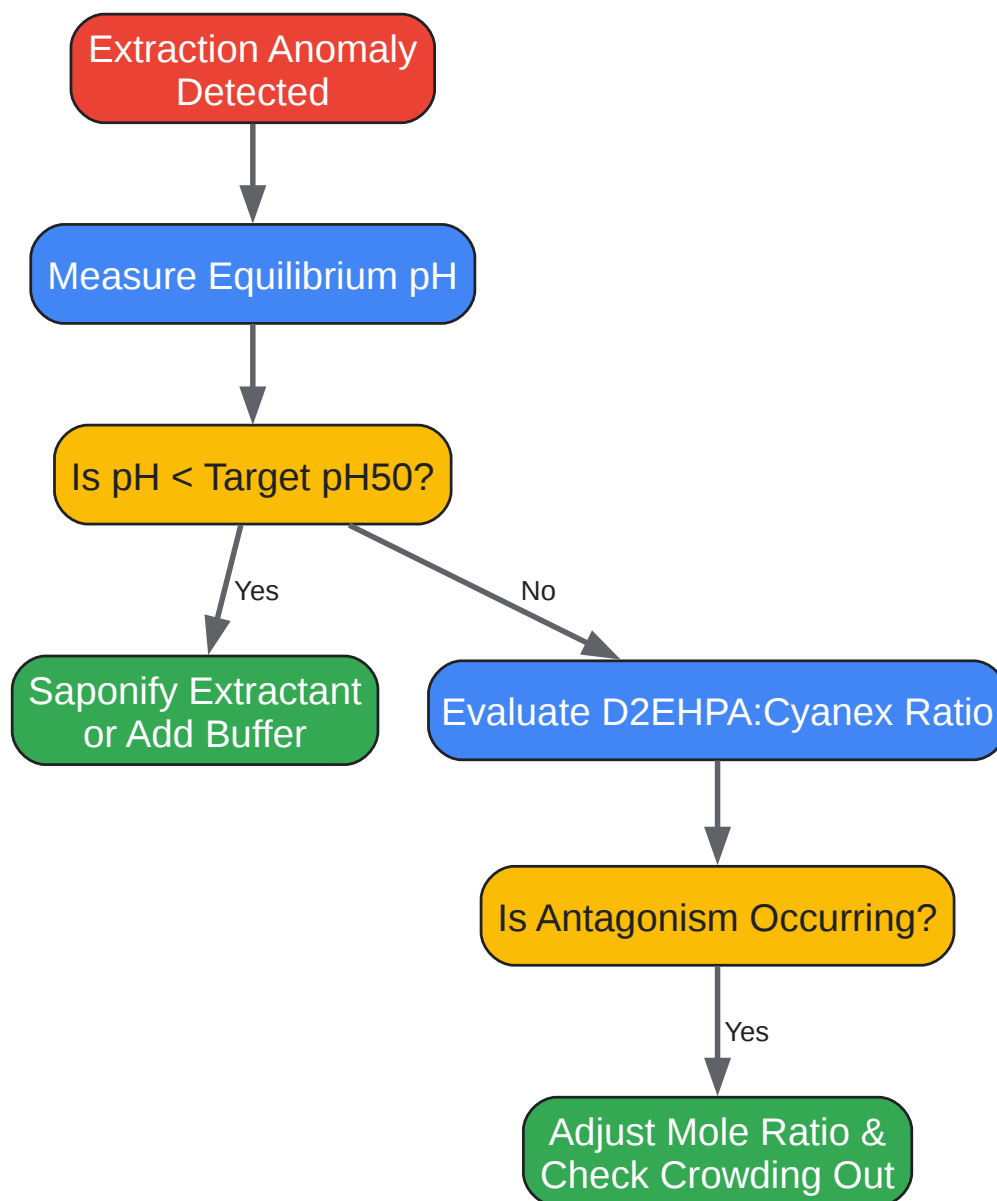 Extraction Anomaly
Detected
Measure Equilibrium pH
Is pH < Target pH50?
Yes
No
Saponify Extractant
or Add Buffer
Evaluate D2EHPA:Cyanex Ratio
Is Antagonism Occurring?
Yes
Adjust Mole Ratio &
Check Crowding Out